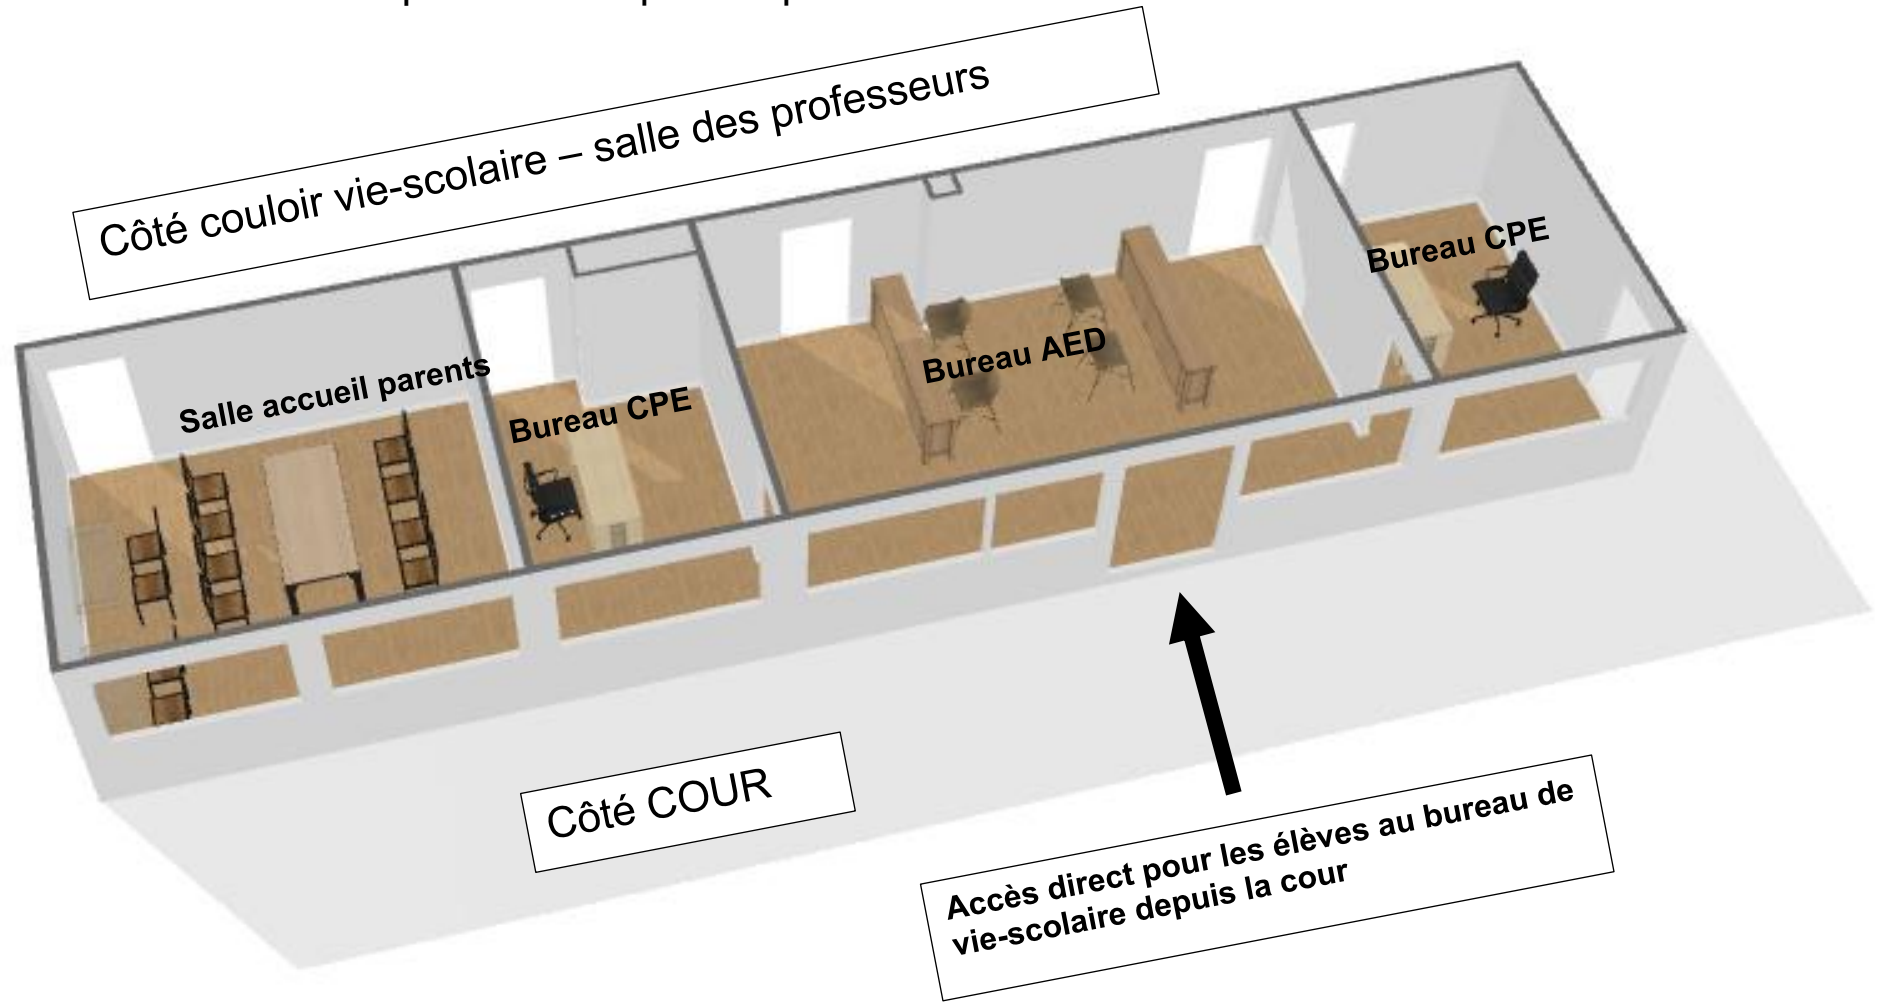 Côté couloir vie-scolaire – salle des professeurs
Bureau CPE
Bureau AED
Salle accueil parents
Bureau CPE
Côté COUR
Accès direct pour les élèves au bureau de
vie-scolaire depuis la cour